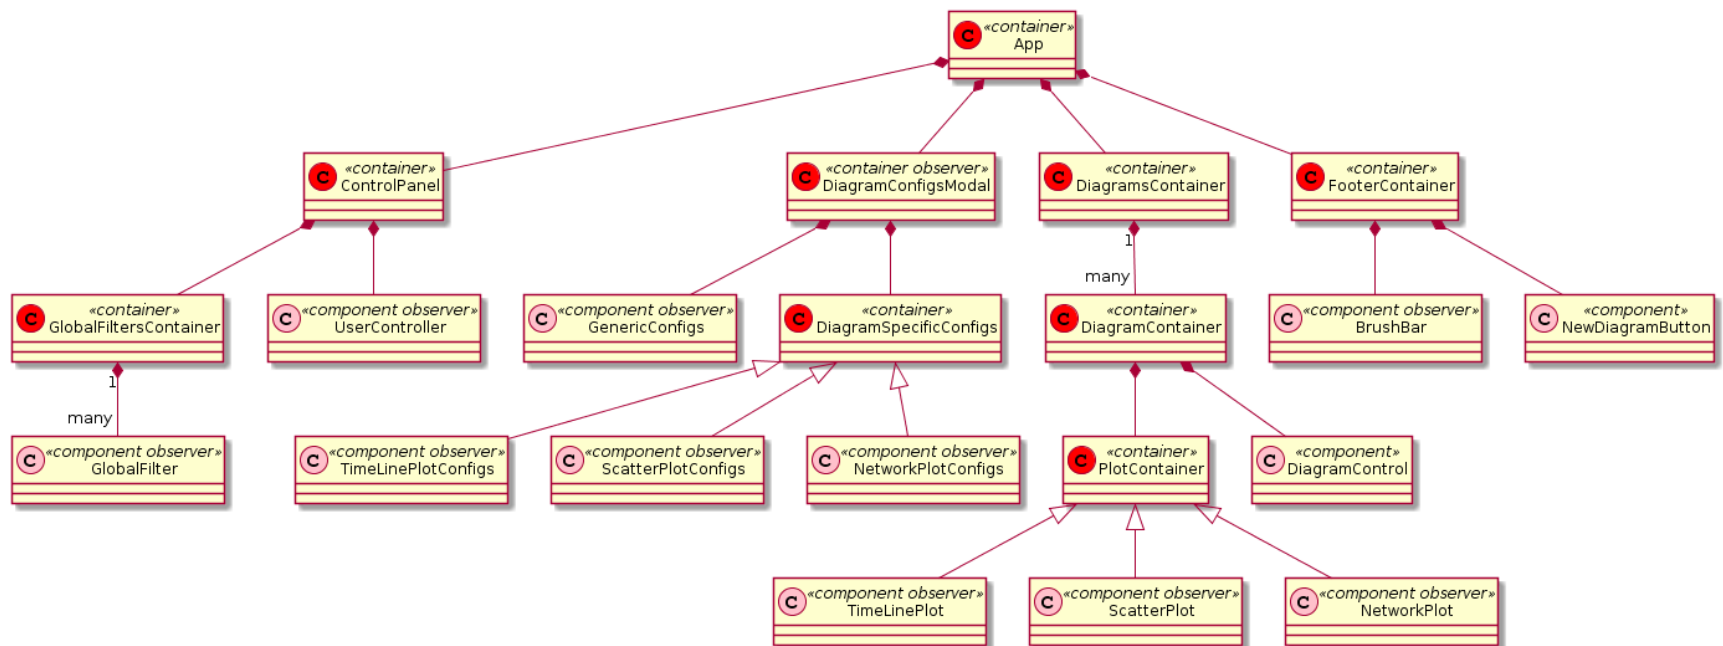 C «container»
App
C «container»
ControlPanel
C «container observer»
DiagramConfigsModal
C «container»
DiagramsContainer
C «container»
FooterContainer
1
many
C «container»
GlobalFiltersContainer
C «component observer»
UserController
C «component observer»
GenericConfigs
C «container»
DiagramSpecificConfigs
C «container»
DiagramContainer
C «component observer»
BrushBar
C «component»
NewDiagramButton
1
many
C «component observer»
GlobalFilter
C «component observer»
TimeLinePlotConfigs
C «component observer»
ScatterPlotConfigs
C «component observer»
NetworkPlotConfigs
C «container»
PlotContainer
C «component»
DiagramControl
C «component observer»
TimeLinePlot
C «component observer»
ScatterPlot
C «component observer»
NetworkPlot